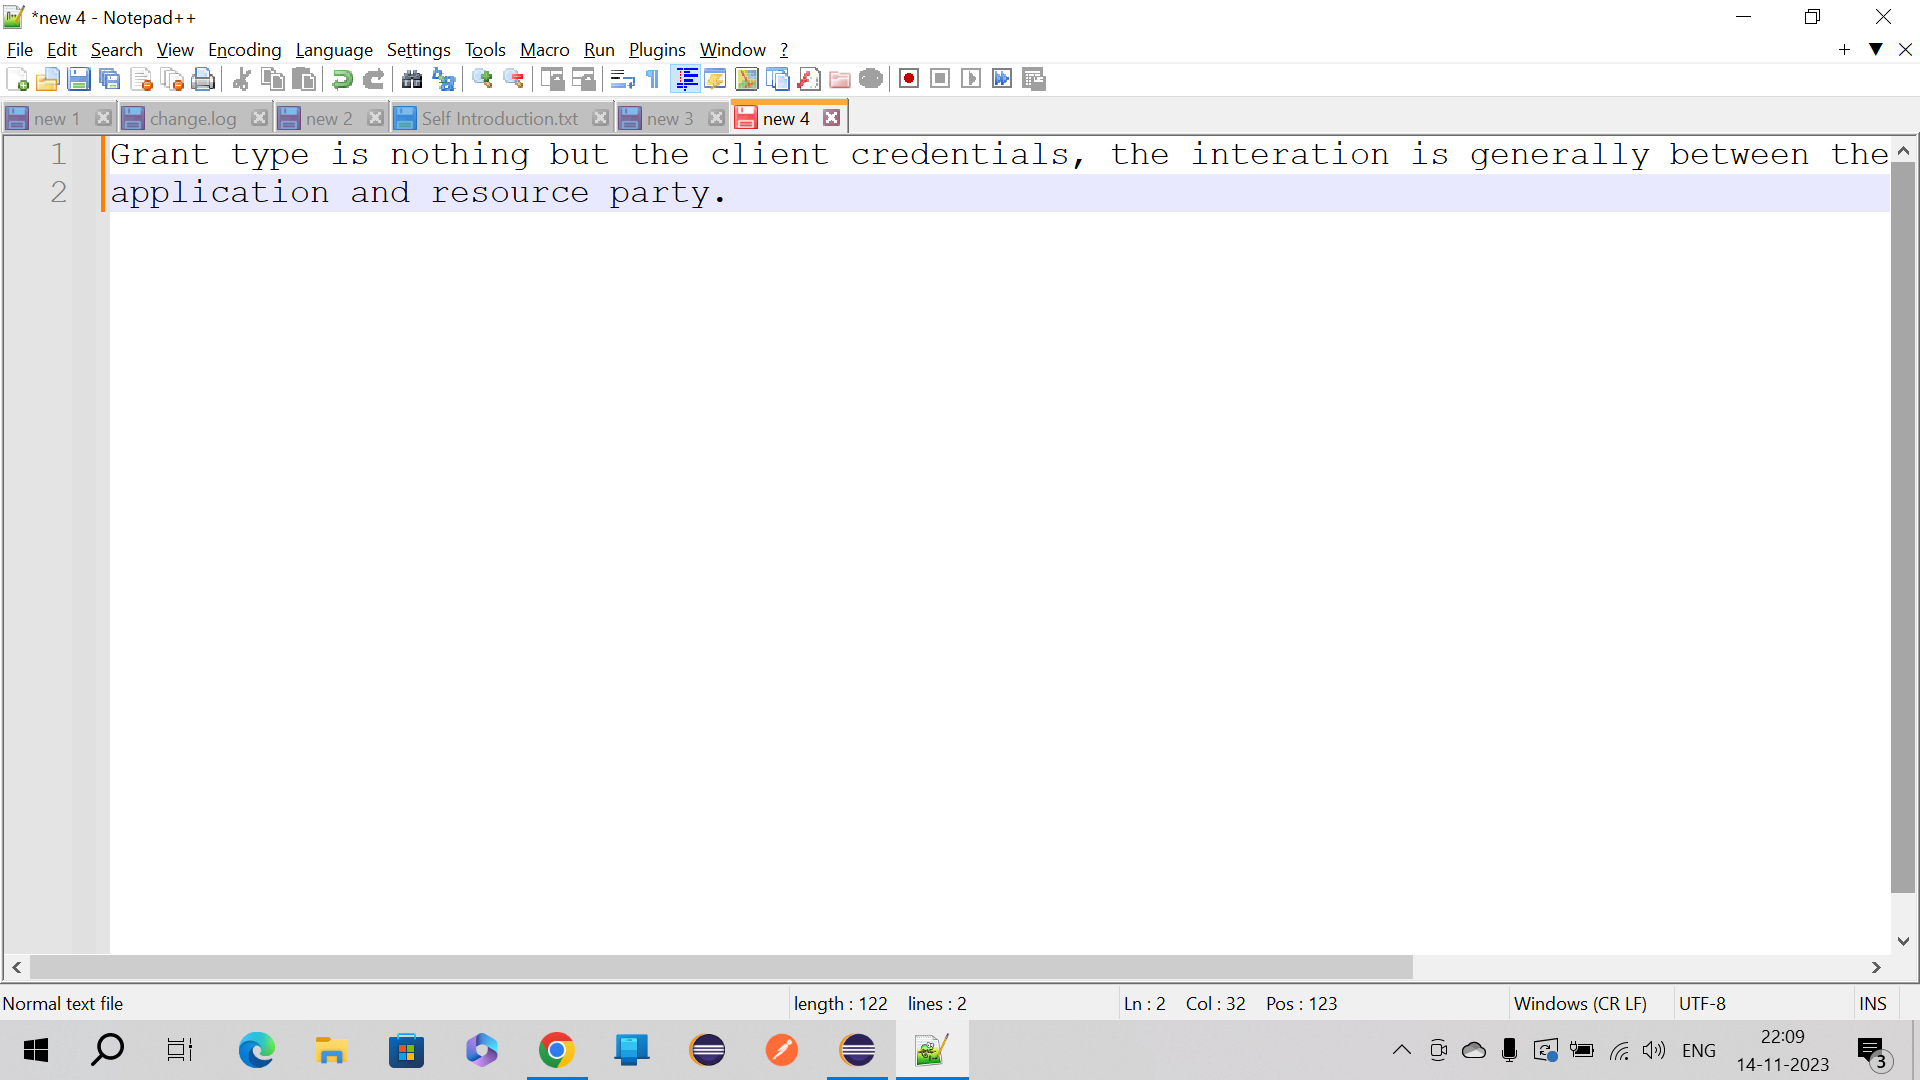 *new 4 - Notepad++
File Edit Search View Encoding Language Settings Tools Macro Run Plugins Window ?
new 1 change.log new 2 Self Introduction.txt new 3 new 4
1 Grant type is nothing but the client credentials, the interation is generally between the
2 application and resource party.
Normal text file length : 122 lines : 2 Ln : 2 Col : 32 Pos : 123 Windows (CR LF) UTF-8 INS
ENG 22:09
14-11-2023 3